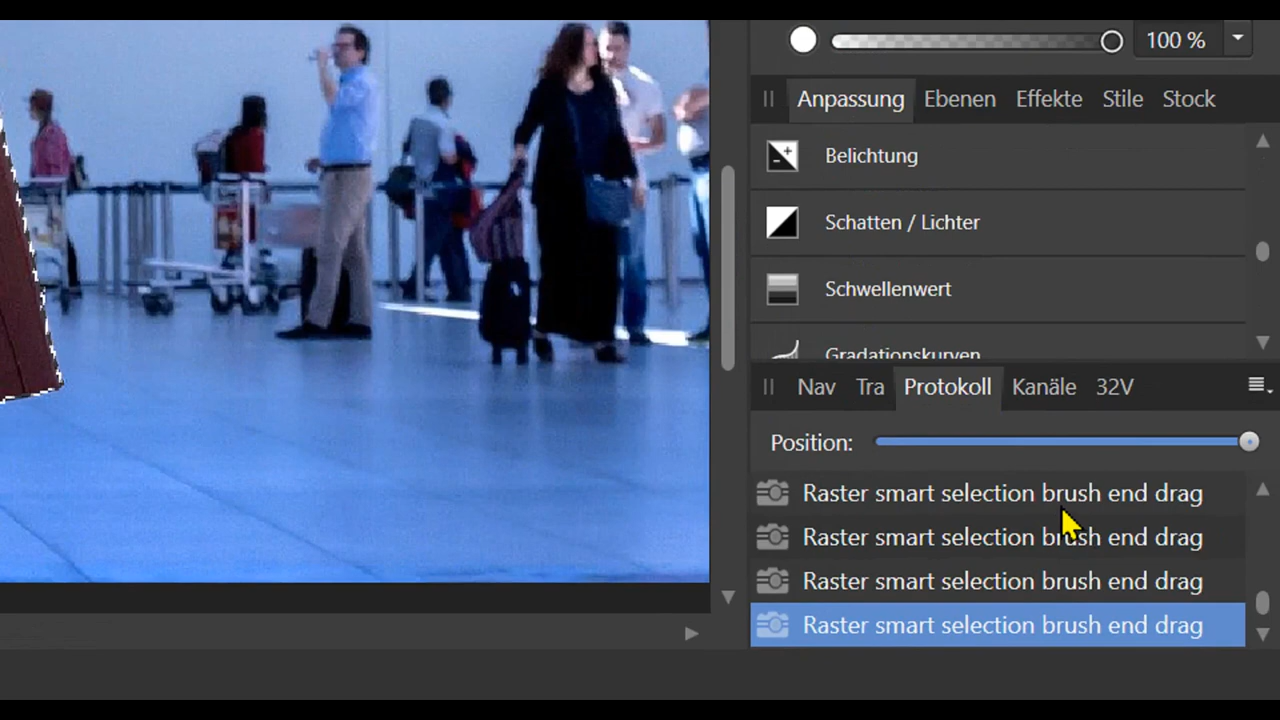 100 %
Anpassung Ebenen Effekte Stile Stock
Belichtung
Schatten / Lichter
Schwellenwert
Gradationskurven
Nav Tra Protokoll Kanäle 32V
Position:
Raster smart selection brush end drag
Raster smart selection brush end drag
Raster smart selection brush end drag
Raster smart selection brush end drag